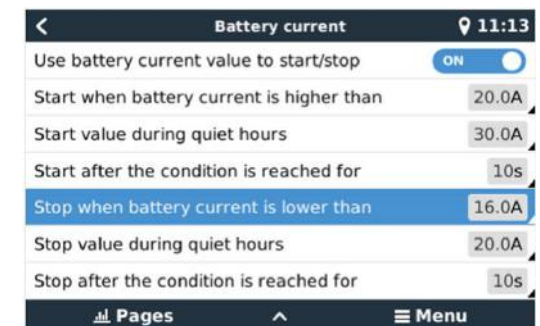 Battery current 11:13
Use battery current value to start/stop ON
Start when battery current is higher than 20.0A
Start value during quiet hours 30.0A
Start after the condition is reached for 10s
Stop when battery current is lower than 16.0A
Stop value during quiet hours 20.0A
Stop after the condition is reached for 10s
Pages Menu